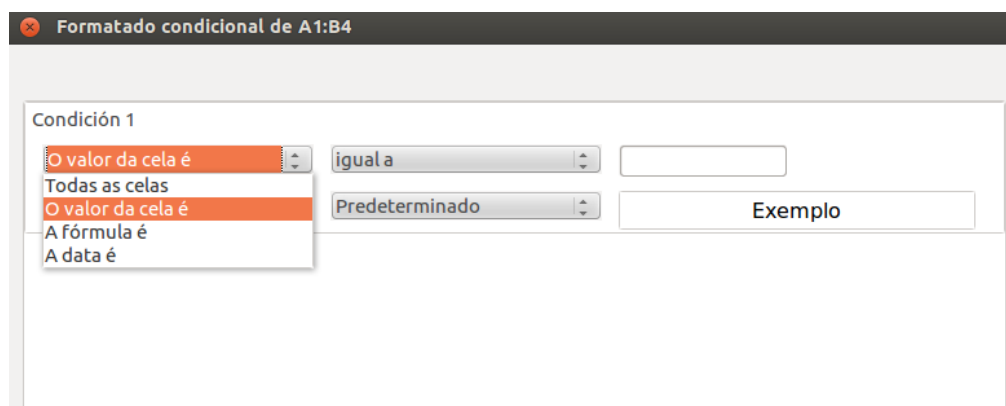 Formatado condicional de A1:B4
Condición 1
O valor da cela é igual a
Todas as celas
O valor da cela é Predeterminado Exemplo
A fórmula é
A data é